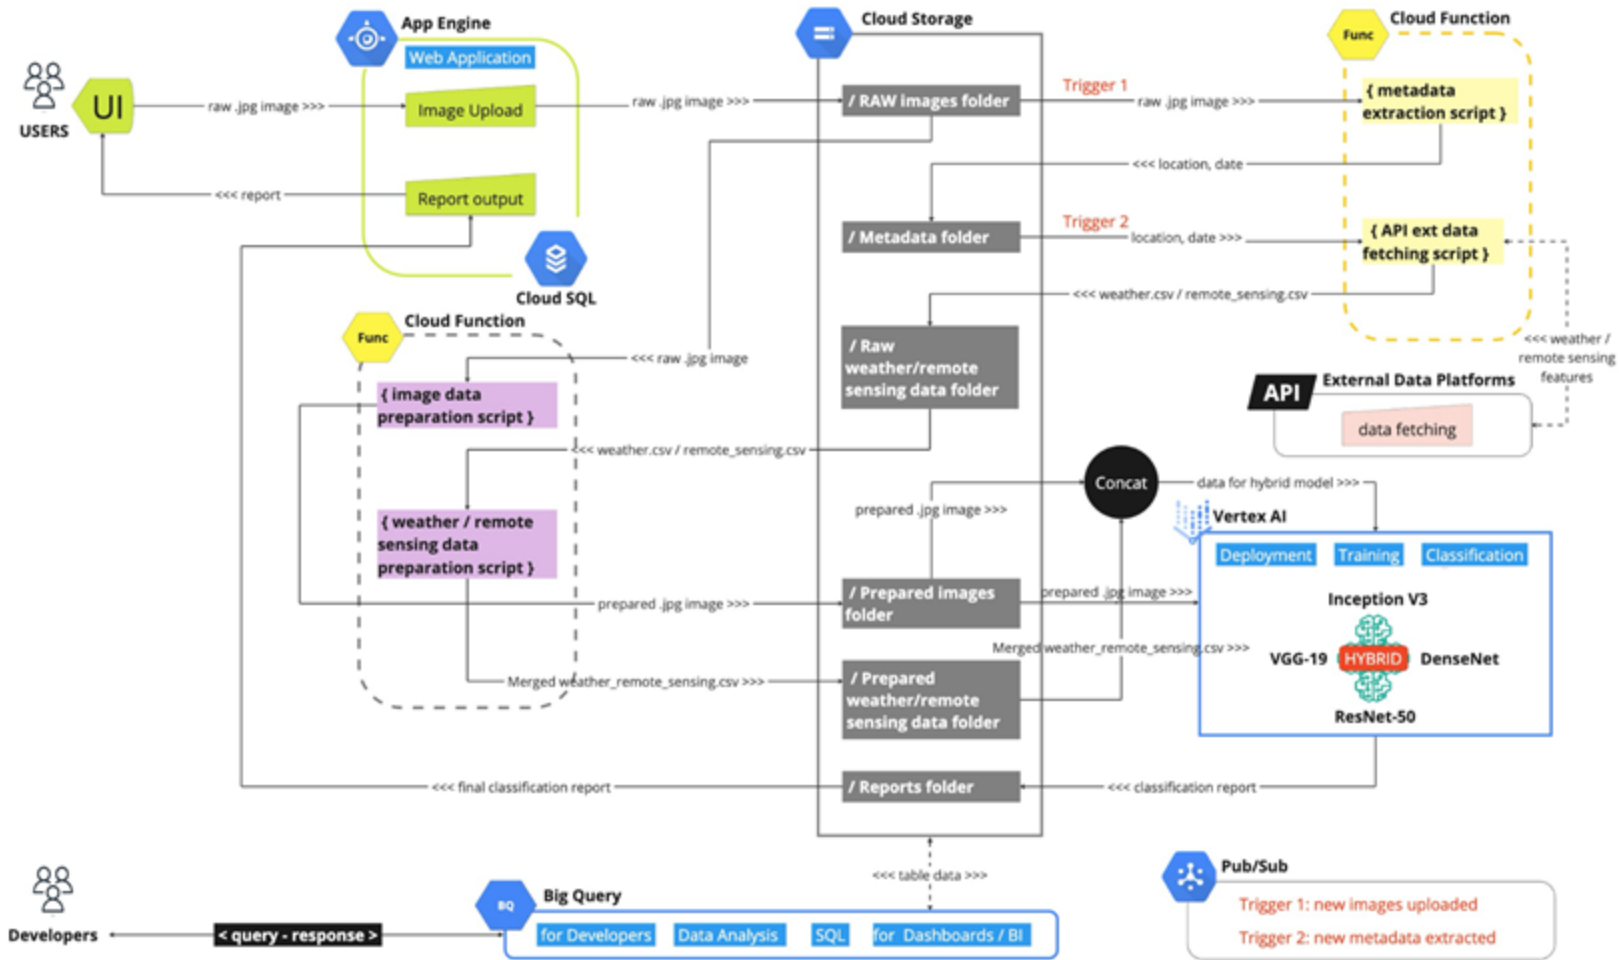 App Engine
Web Application
USERS
UI
raw .jpg image >>>
Image Upload
raw .jpg image >>>
<<< report
Report output
Cloud SQL
Cloud Storage
/ RAW images folder
Trigger 1
raw .jpg image >>>
Cloud Function
Func
{ metadata
extraction script }
<<< location, date
/ Metadata folder
Trigger 2
location, date >>>
{ API ext data
fetching script }
<<< weather.csv / remote_sensing.csv
/ Raw
weather/remote
sensing data folder
<<< weather /
remote sensing
features
API
External Data Platforms
data fetching
Func
Cloud Function
<<< raw .jpg image
{ image data
preparation script }
<<< weather.csv / remote_sensing.csv
{ weather / remote
sensing data
preparation script }
prepared .jpg image >>>
Concat
data for hybrid model >>>
prepared .jpg image >>>
/ Prepared images
folder
prepared .jpg image >>>
Merged weather_remote_sensing.csv >>>
Merged weather_remote_sensing.csv >>>
/ Prepared
weather/remote
sensing data folder
Vertex AI
Deployment
Training
Classification
Inception V3
VGG-19
HYBRID
DenseNet
ResNet-50
<<< final classification report
/ Reports folder
<<< classification report
<<< table data >>>
Developers
< query - response >
BQ
Big Query
for Developers
Data Analysis
SQL
for Dashboards / BI
Pub/Sub
Trigger 1: new images uploaded
Trigger 2: new metadata extracted